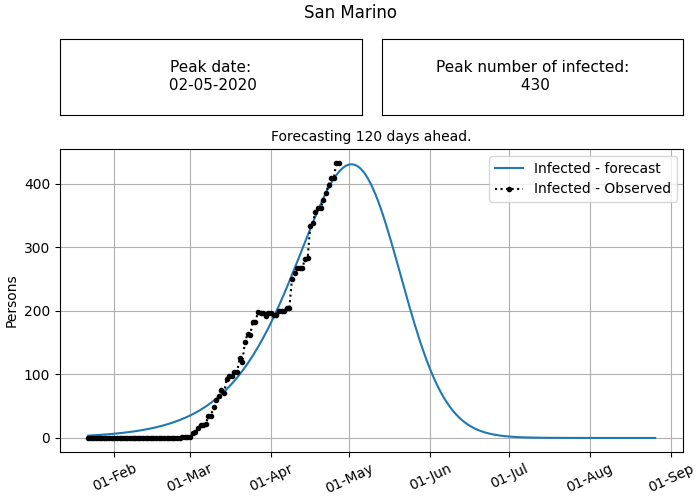 San Marino
Peak date:
02-05-2020
Peak number of infected:
430
Forecasting 120 days ahead.
Infected - forecast
Infected - Observed
Persons
400
300
200
100
0
01-Feb
01-Mar
01-Apr
01-May
01-Jun
01-Jul
01-Aug
01-Sep